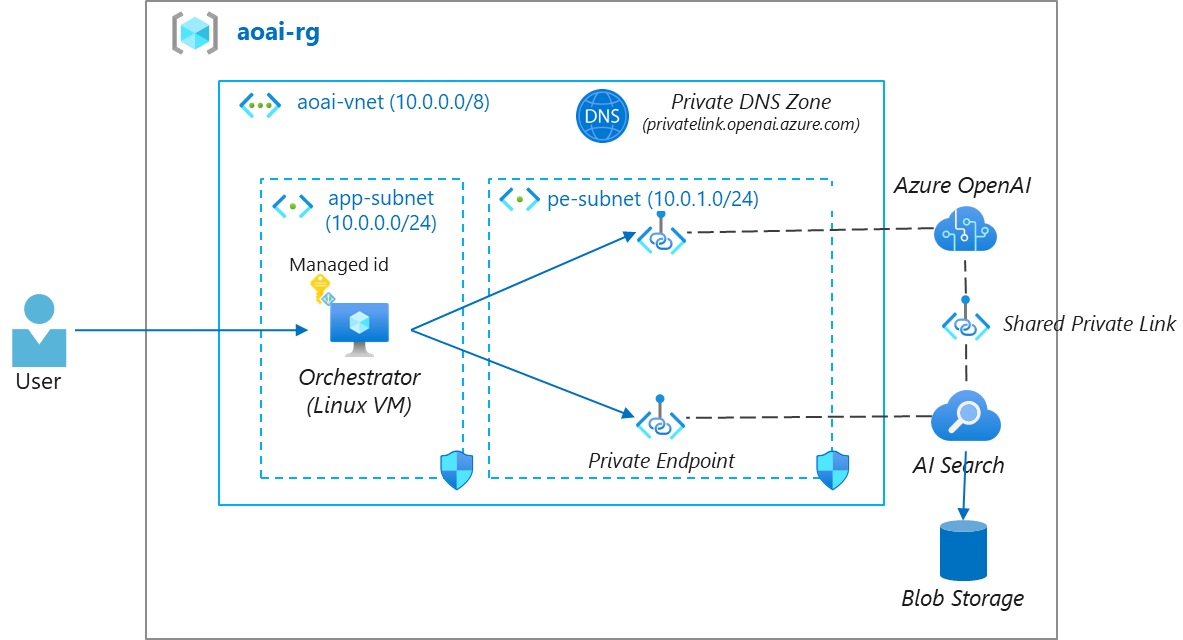 aoai-rg
aoai-vnet (10.0.0.0/8)
DNS
Private DNS Zone
(privatelink.openai.azure.com)
app-subnet
(10.0.0.0/24)
pe-subnet (10.0.1.0/24)
Azure OpenAI
Managed id
Shared Private Link
User
Orchestrator
(Linux VM)
Private Endpoint
AI Search
Blob Storage